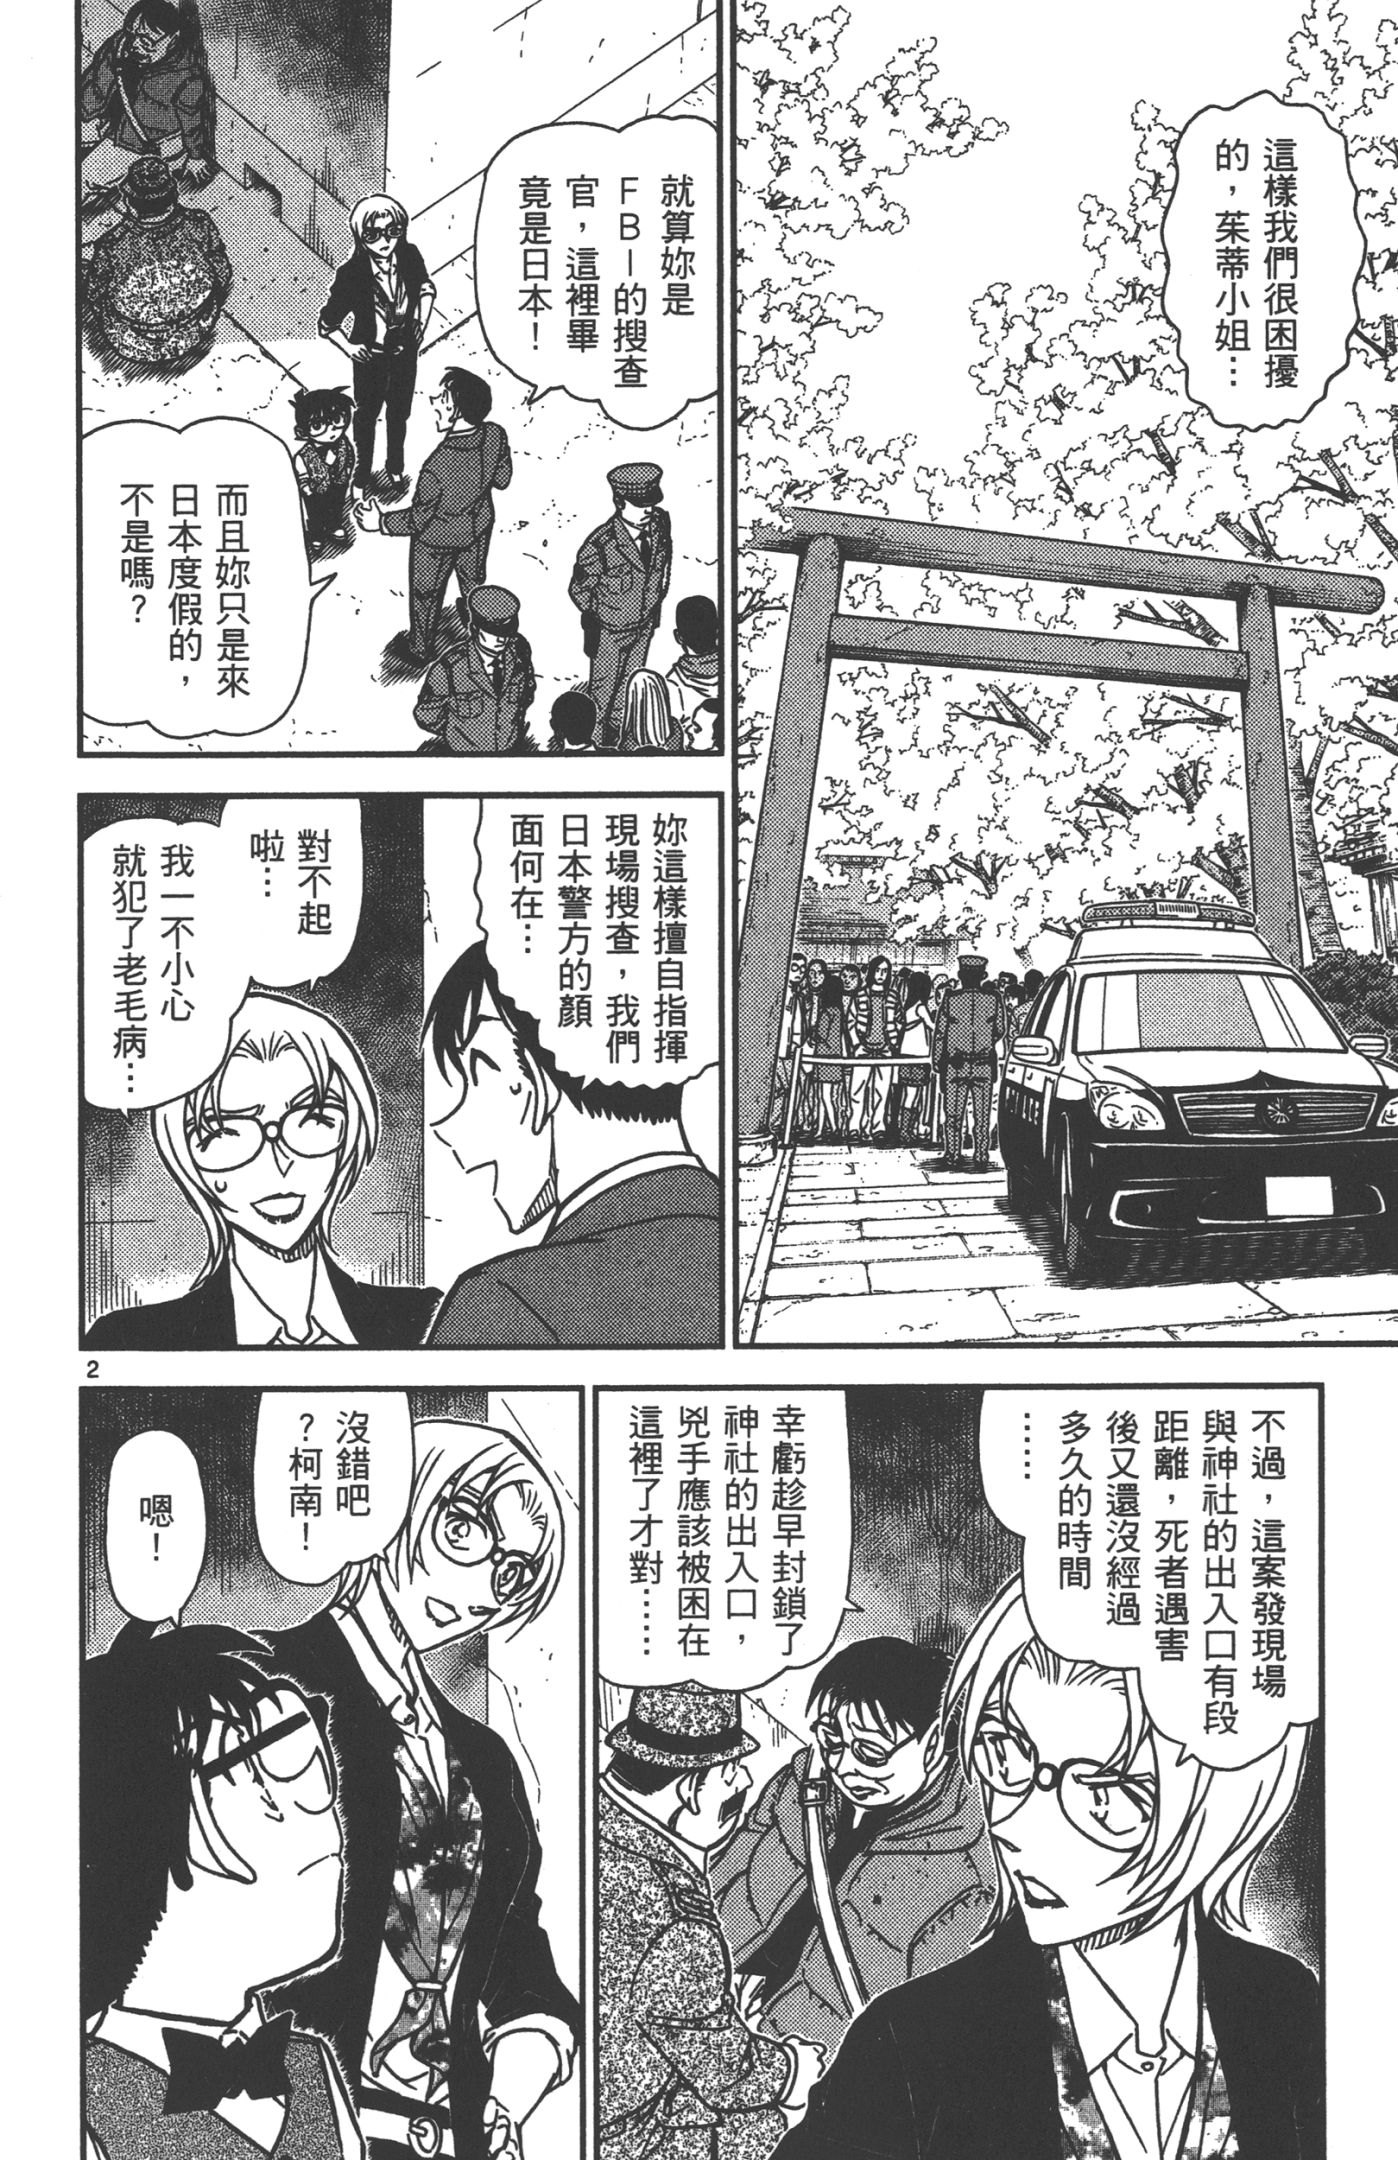 這樣我們很困擾
的，茱蒂小姐…
就算妳是
FBI的搜查
官，這裡畢
竟是日本！
而且妳只是來
日本度假的，
不是嗎？
妳這樣擅自指揮
現場搜查，我們
日本警方的顏
面何在…
對不起
啦…
我一不小心
就犯了老毛病…
POLICE
2
不過，這案發現場
與神社的出入口有段
距離，死者遇害
後又還沒經過
多久的時間
……
幸虧趁早封鎖了
神社的出入口，
兇手應該被困在
這裡了才對……
沒錯吧
？柯南！
嗯！